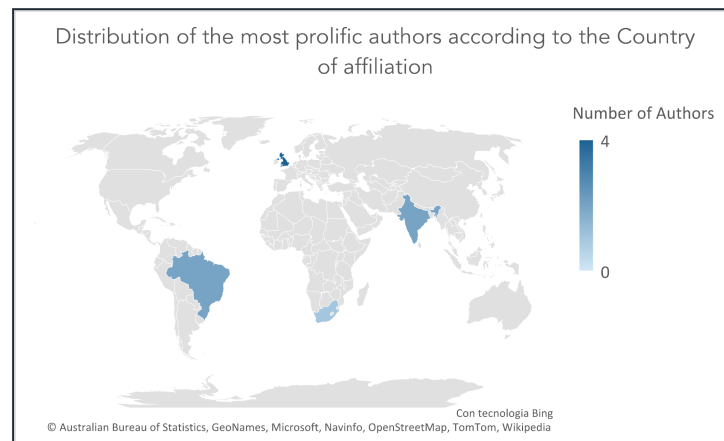 Distribution of the most prolific authors according to the Country
of affiliation
Number of Authors
4
0
Con tecnologia Bing
© Australian Bureau of Statistics, GeoNames, Microsoft, Navinfo, OpenStreetMap, TomTom, Wikipedia